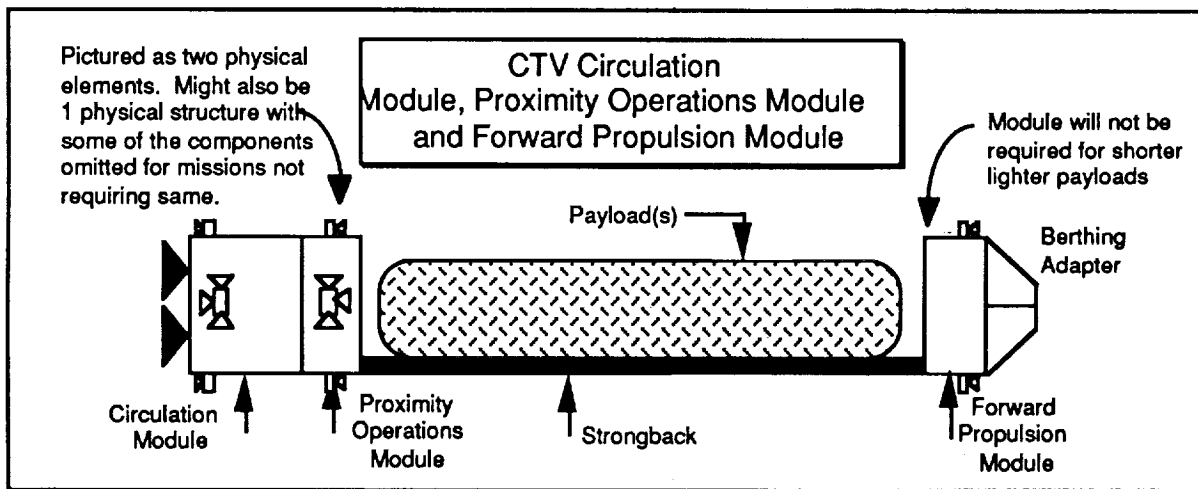 Pictured as two physical
elements. Might also be
1 physical structure with
some of the components
omitted for missions not
requiring same.
CTV Circulation
Module, Proximity Operations Module
and Forward Propulsion Module
Module will not be
required for shorter
lighter payloads
Payload(s)
Berthing
Adapter
Circulation
Module
Proximity
Operations
Module
Strongback
Forward
Propulsion
Module